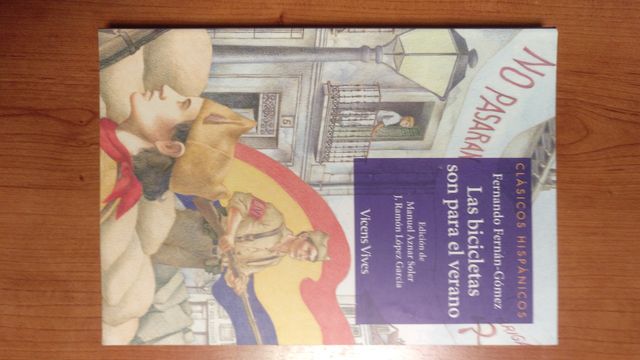 NO PASARAN
CLÁSICOS HISPÁNICOS
Fernando Fernán-Gómez
Las bicicletas
son para el verano
Edición de
Manuel Aznar Soler
J. Ramón López García
Vicens Vives